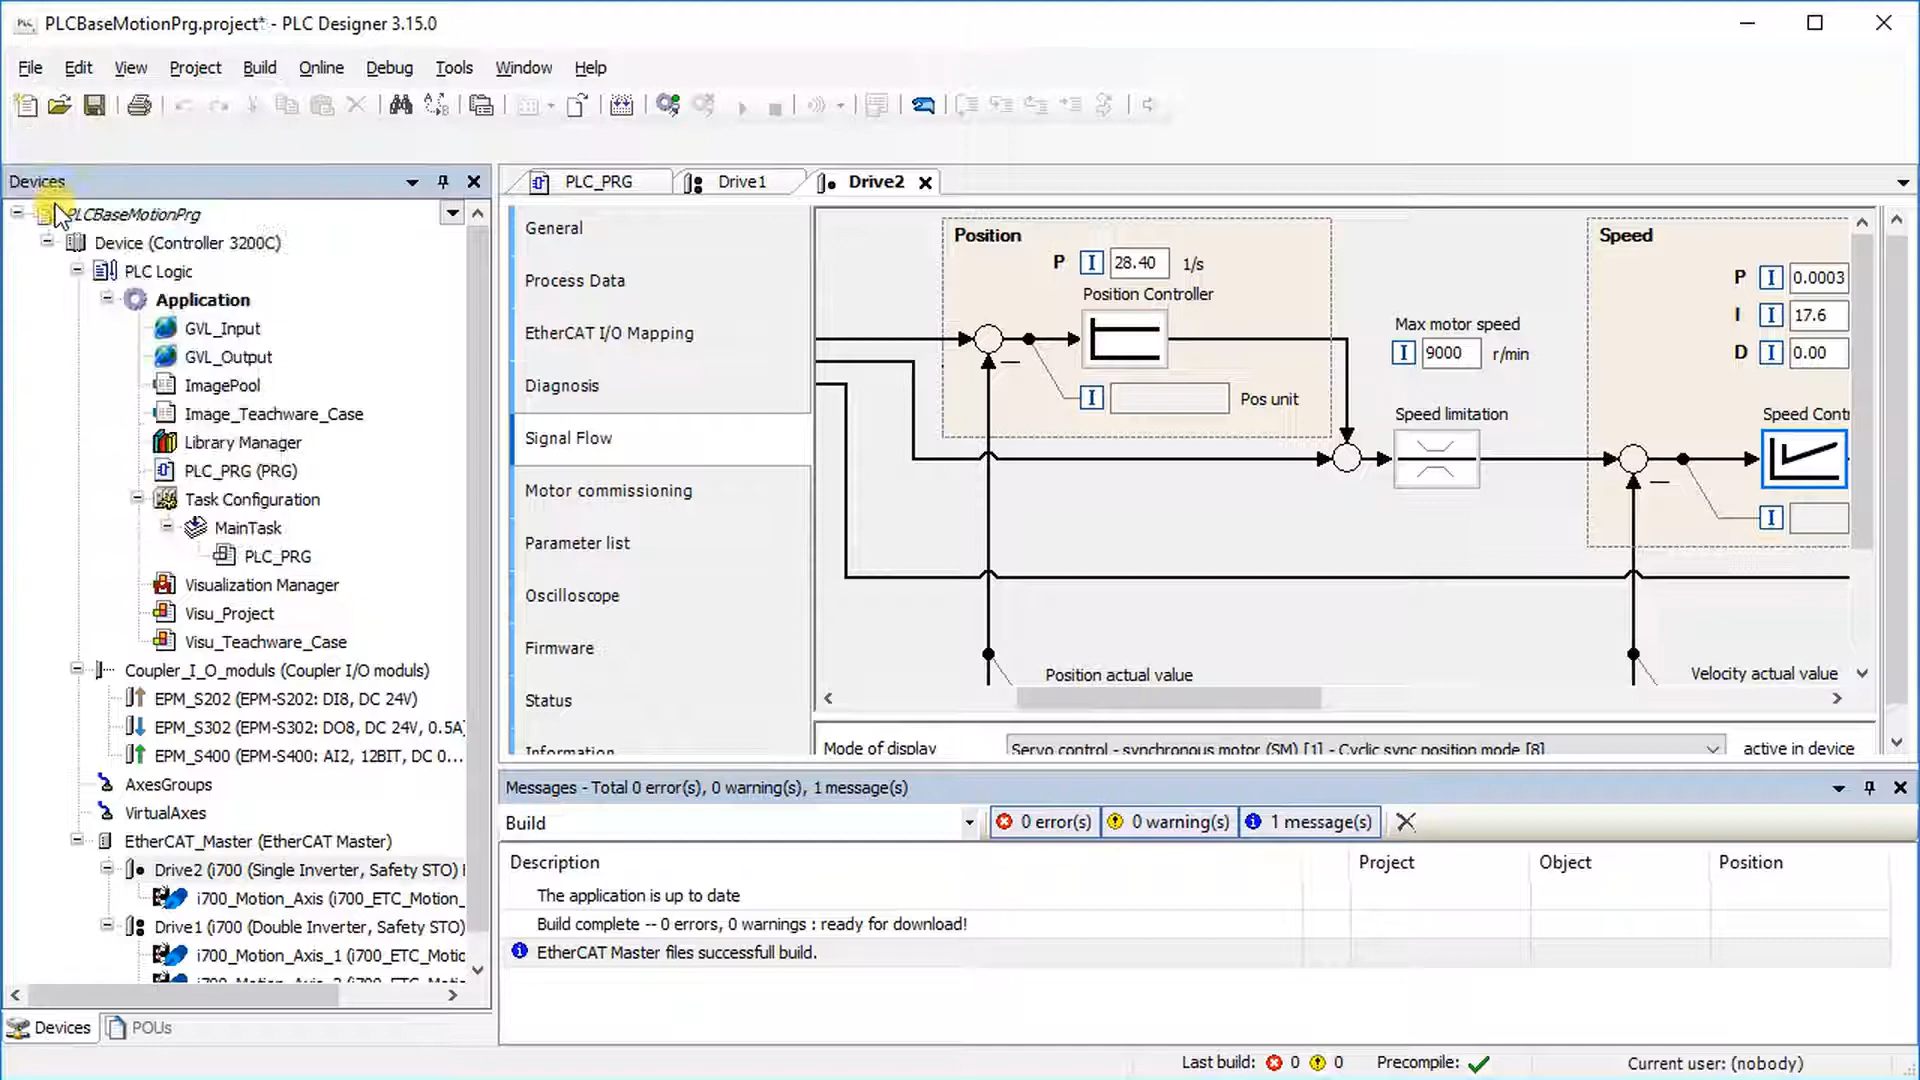 PLCBaseMotionPrg.project* - PLC Designer 3.15.0
File Edit View Project Build Online Debug Tools Window Help
Devices
PLCBaseMotionPrg
Device (Controller 3200C)
PLC Logic
Application
GVL_Input
GVL_Output
ImagePool
Image_Teachware_Case
Library Manager
PLC_PRG (PRG)
Task Configuration
MainTask
PLC_PRG
Visualization Manager
Visu_Project
Visu_Teachware_Case
Coupler_I_O_moduls (Coupler I/O moduls)
EPM_S202 (EPM-S202: DI8, DC 24V)
EPM_S302 (EPM-S302: DO8, DC 24V, 0.5A
EPM_S400 (EPM-S400: AI2, 12BIT, DC 0...
AxesGroups
VirtualAxes
EtherCAT_Master (EtherCAT Master)
Drive2 (i700 (Single Inverter, Safety STO)
i700_Motion_Axis (i700_ETC_Motion_
Drive1 (i700 (Double Inverter, Safety STO)
i700_Motion_Axis_1 (i700_ETC_Motic
Devices POUs
PLC_PRG Drive1 Drive2
General
Process Data
EtherCAT I/O Mapping
Diagnosis
Signal Flow
Motor commissioning
Parameter list
Oscilloscope
Firmware
Status
Information
Position
P I 28.40 1/s
Position Controller
I Pos unit
Position actual value
Max motor speed
I 9000 r/min
Speed limitation
Speed
P I 0.0003
I I 17.6
D I 0.00
Speed Cont
I
Velocity actual value
Mode of display Servo control - synchronous motor (SM) [1] - Cyclic sync position mode [8] active in device
Messages - Total 0 error(s), 0 warning(s), 1 message(s)
Build 0 error(s) 0 warning(s) 1 message(s)
Description Project Object Position
The application is up to date
Build complete -- 0 errors, 0 warnings : ready for download!
EtherCAT Master files successfull build.
Last build: 0 0 Precompile: Current user: (nobody)